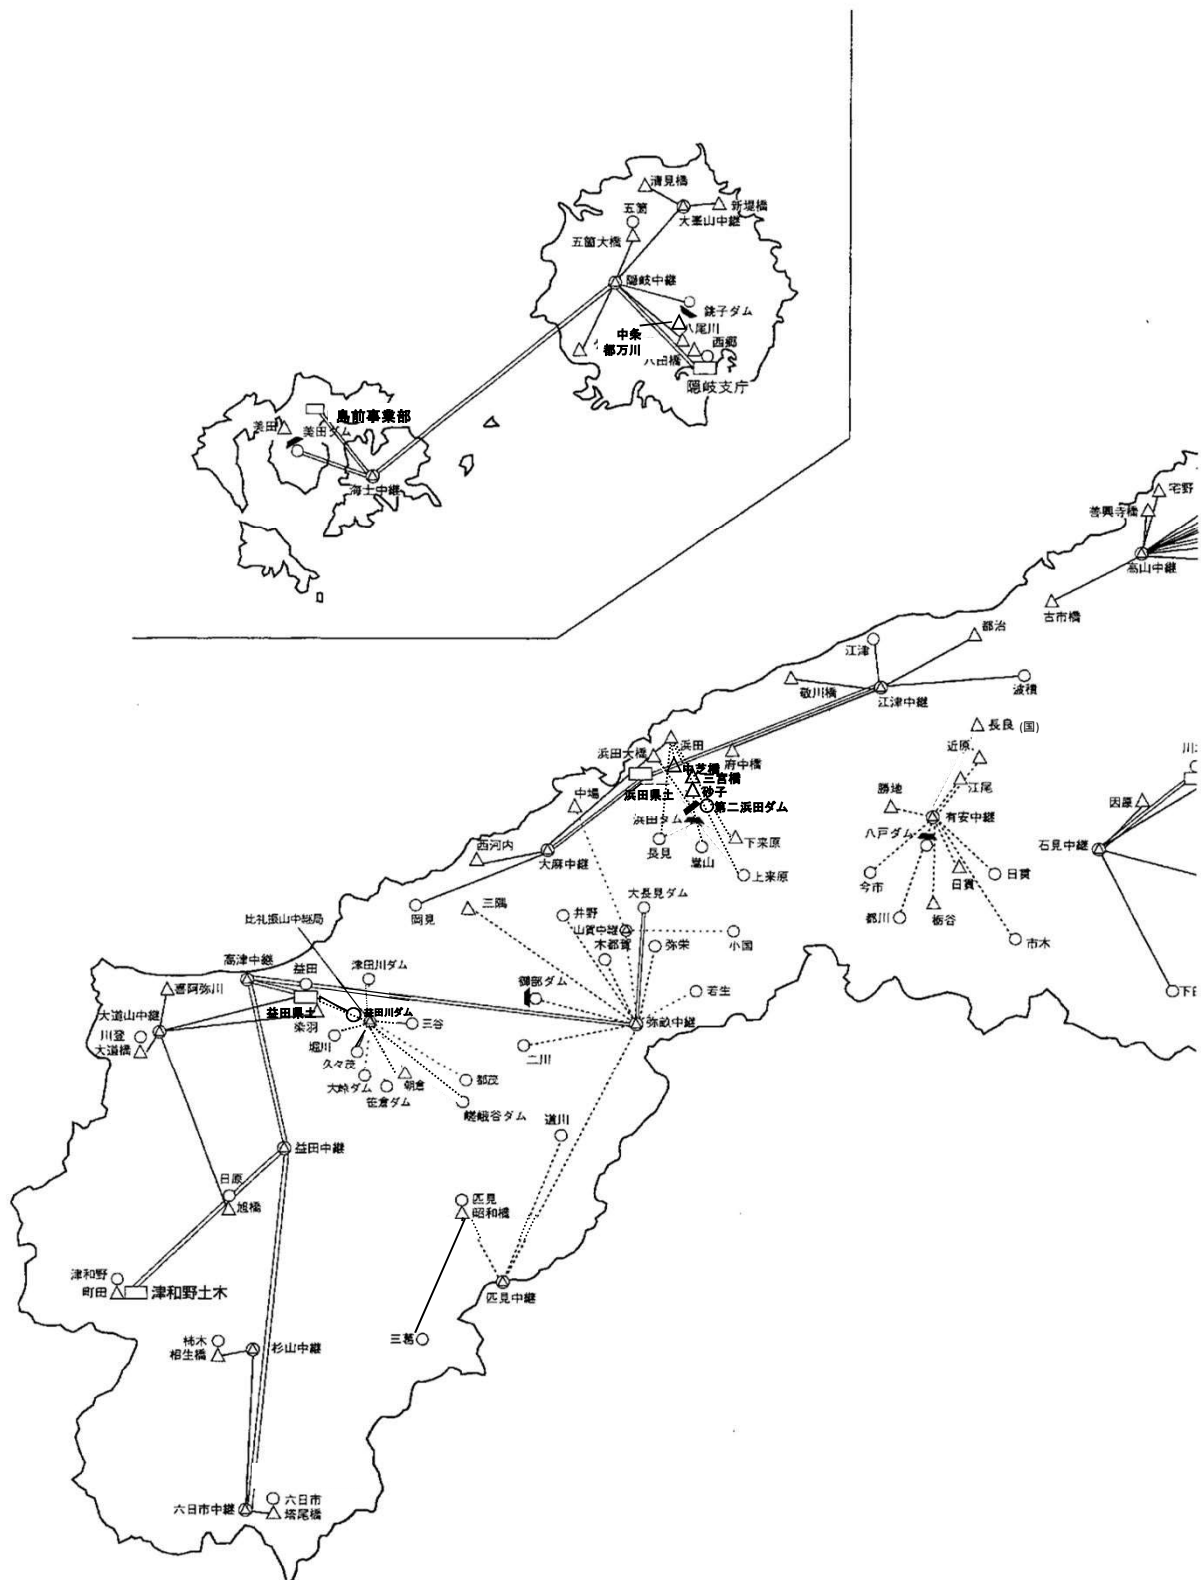 清見橋
新堤橋
大峯山中継
五箇
五箇大橋
隠岐中継
銚子ダム
八尾川
中条
都万川
西郷
八田橋
隠岐支庁
島前事業部
美田
美田ダム
海士中継
宅野
善興寺橋
高山中継
古市橋
都治
江津
敬川橋
江津中継
波積
長良 (国)
近原
江尾
勝地
有安中継
八戸ダム
今市
日貫
日貫
都川
栃谷
市木
因原
石見中継
浜田
浜田大橋
府中橋
中芝橋
三宮橋
砂子
浜田県土
第二浜田ダム
浜田ダム
中場
下来原
長見
嵩山
上来原
西河内
大麻中継
岡見
三隅
大長見ダム
井野
山賀中継
木都賀
弥栄
小国
御部ダム
若生
弥畝中継
二川
比礼振山中継局
高津中継
益田
津田川ダム
喜阿弥川
大道山中継
益田県土
益田川ダム
染羽
川登
大道橋
三谷
堀川
久々茂
大峠ダム
笹倉ダム
朝倉
都茂
嵯峨谷ダム
道川
益田中継
日原
旭橋
匹見
昭和橋
津和野
町田
津和野土木
匹見中継
三葛
柿木
相生橋
杉山中継
六日市中継
六日市
塔尾橋